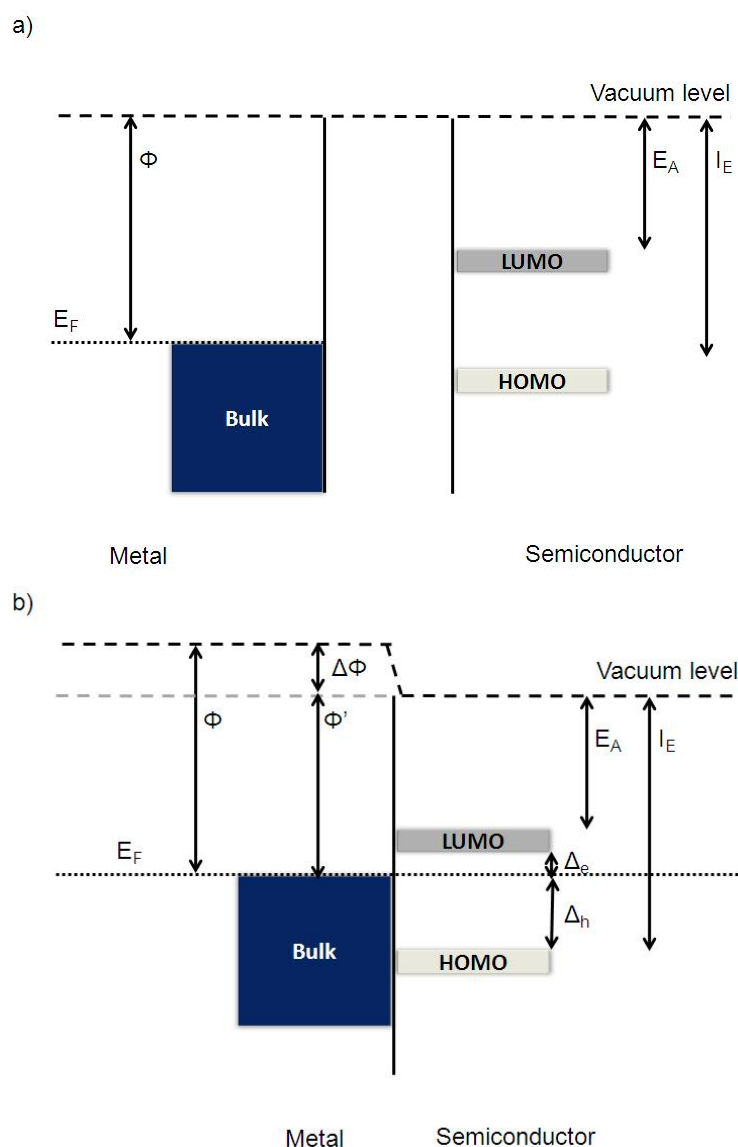 a)
Vacuum level
Φ
E_A
I_E
LUMO
E_F
HOMO
Bulk
Metal
Semiconductor
b)
ΔΦ
Vacuum level
Φ
Φ’
E_A
I_E
LUMO
E_F
Δ_e
Δ_h
Bulk
HOMO
Metal
Semiconductor